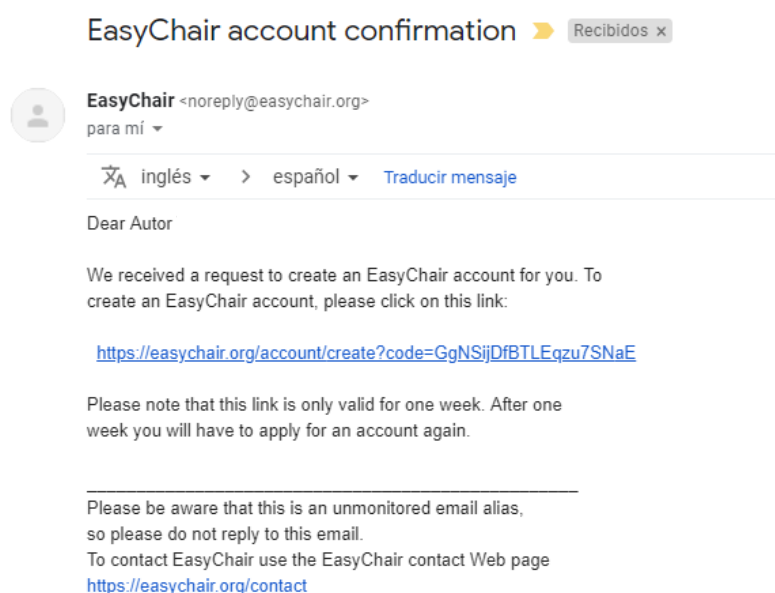 EasyChair account confirmation Recibidos x
EasyChair <noreply@easychair.org>
para mí
inglés > español Traducir mensaje
Dear Autor
We received a request to create an EasyChair account for you. To
create an EasyChair account, please click on this link:
https://easychair.org/account/create?code=GgNSijDfBTLEqzu7SNaE
Please note that this link is only valid for one week. After one
week you will have to apply for an account again.
Please be aware that this is an unmonitored email alias,
so please do not reply to this email.
To contact EasyChair use the EasyChair contact Web page
https://easychair.org/contact